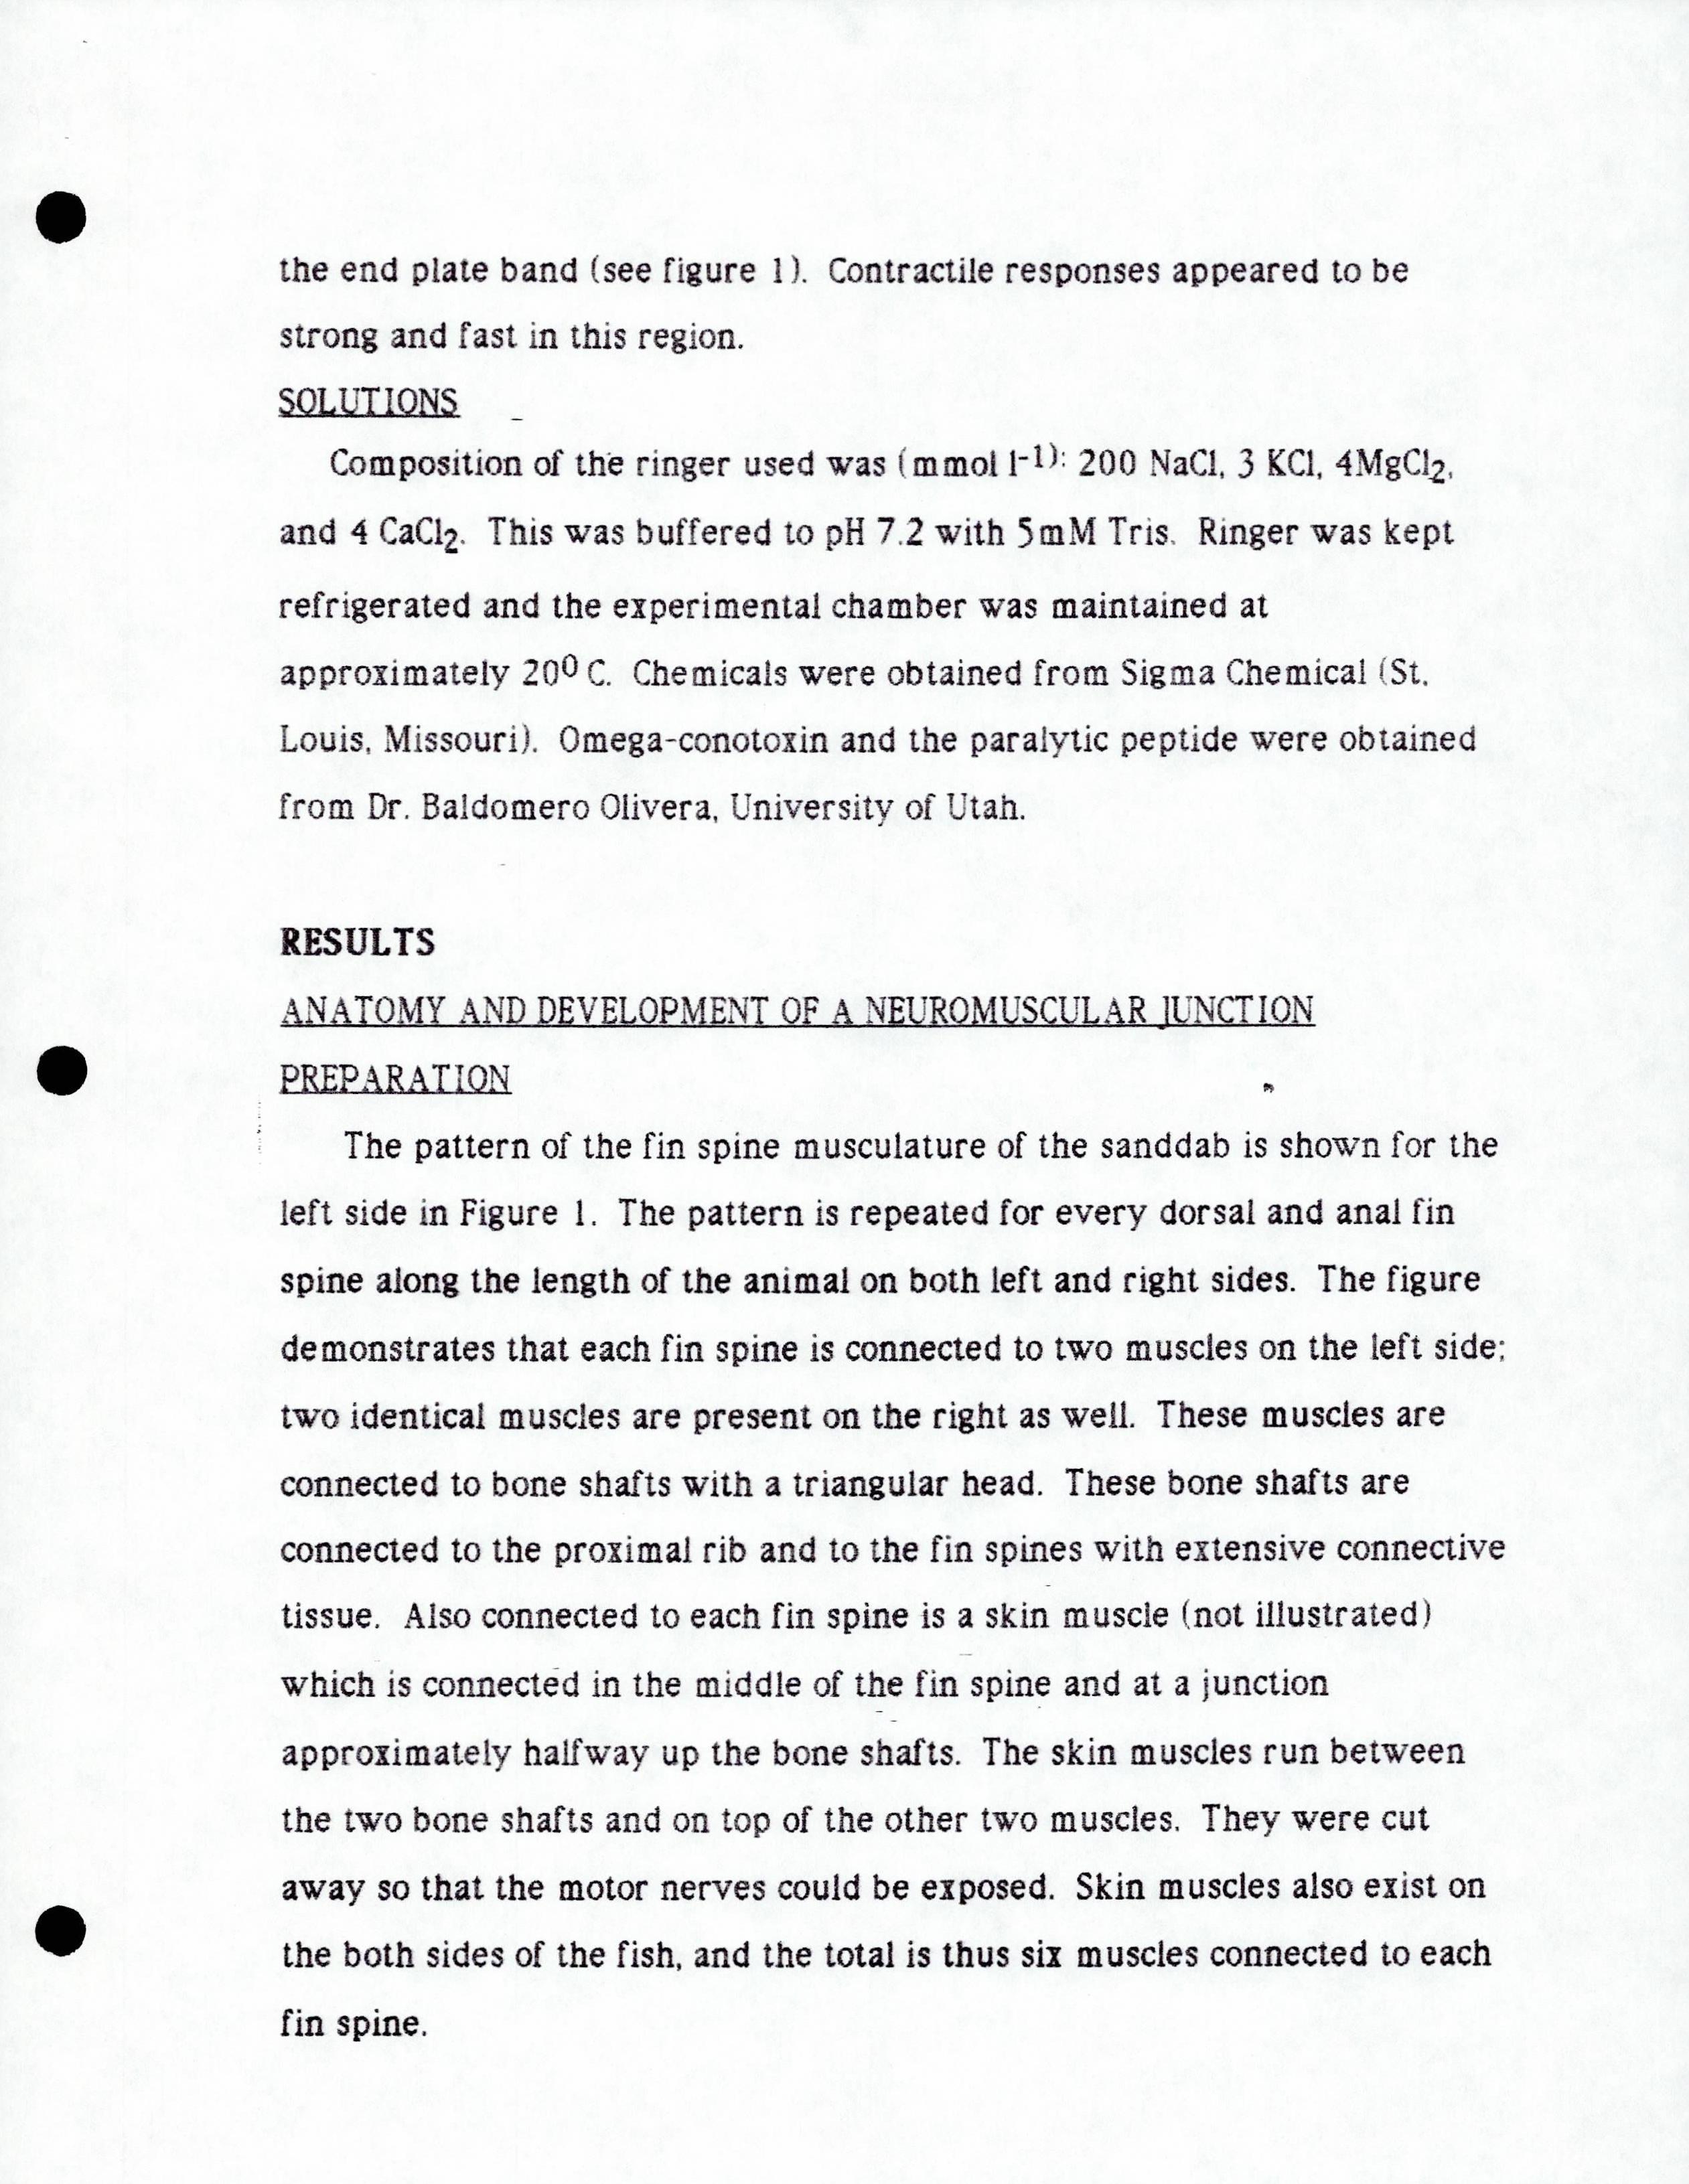 the end plate band (see figure 1). Contractile responses appeared to be
strong and fast in this region.
SOLUTIONS
Composition of the ringer used was (mmol l-1): 200 NaCl, 3 KCl, 4MgCl2,
and 4 CaCl2. This was buffered to pH 7.2 with 5mM Tris. Ringer was kept
refrigerated and the experimental chamber was maintained at
approximately 20⁰ C. Chemicals were obtained from Sigma Chemical (St.
Louis, Missouri). Omega-conotoxin and the paralytic peptide were obtained
from Dr. Baldomero Olivera, University of Utah.
RESULTS
ANATOMY AND DEVELOPMENT OF A NEUROMUSCULAR JUNCTION
PREPARATION
The pattern of the fin spine musculature of the sanddab is shown for the
left side in Figure 1. The pattern is repeated for every dorsal and anal fin
spine along the length of the animal on both left and right sides. The figure
demonstrates that each fin spine is connected to two muscles on the left side;
two identical muscles are present on the right as well. These muscles are
connected to bone shafts with a triangular head. These bone shafts are
connected to the proximal rib and to the fin spines with extensive connective
tissue. Also connected to each fin spine is a skin muscle (not illustrated)
which is connected in the middle of the fin spine and at a junction
approximately halfway up the bone shafts. The skin muscles run between
the two bone shafts and on top of the other two muscles. They were cut
away so that the motor nerves could be exposed. Skin muscles also exist on
the both sides of the fish, and the total is thus six muscles connected to each
fin spine.